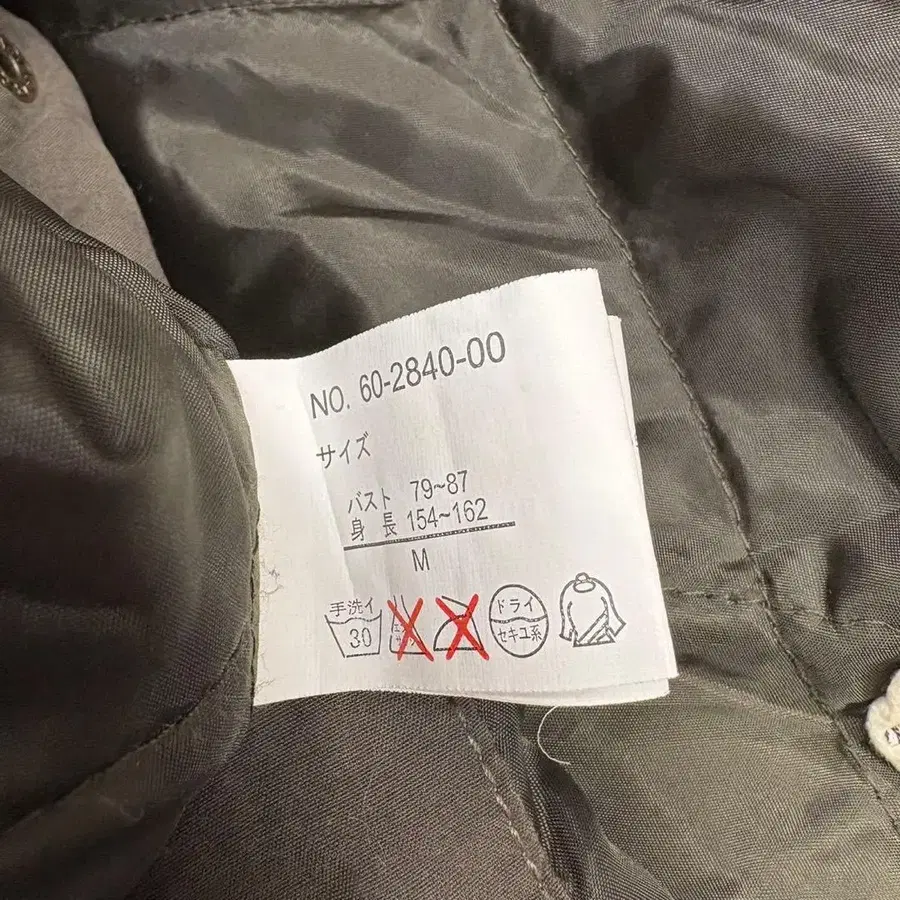 NO. 60-2840-00
サイズ
バスト 79~87
身長 154~162
M
手洗イ
30
ドライ
セキユ系